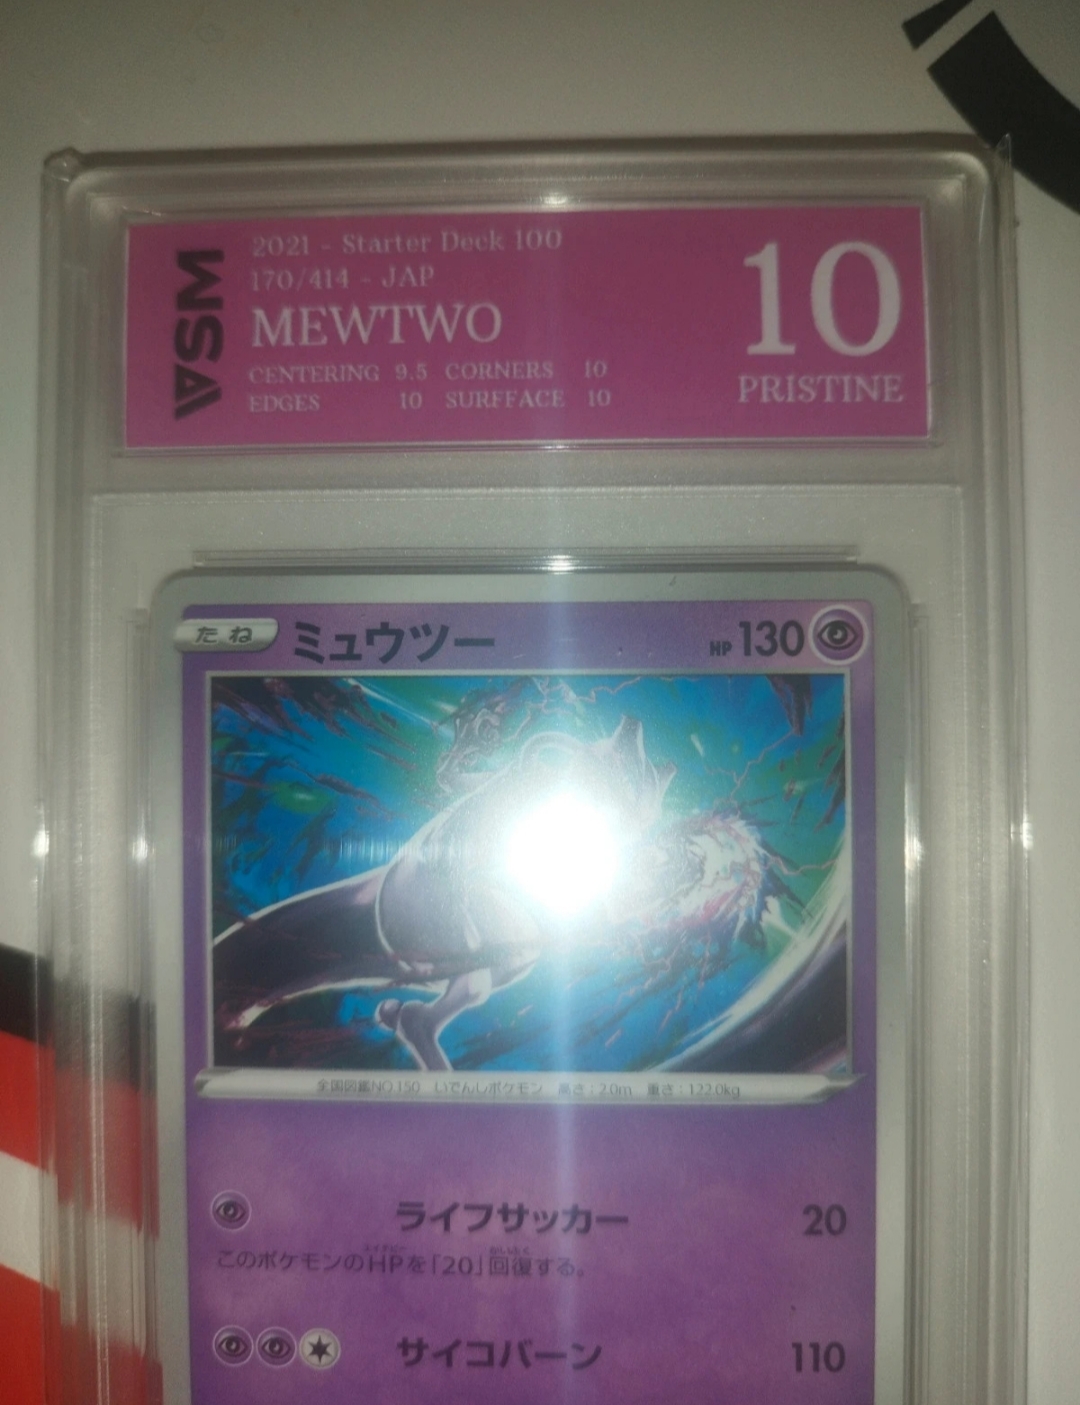 ASM
2021 - Starter Deck 100
170/414 - JAP
MEWTWO
CENTERING 9.5 CORNERS 10
EDGES 10 SURFFACE 10
10
PRISTINE
たね ミュウツー HP 130
全国図鑑NO.150 いでんしポケモン 高さ：2.0m 重さ：122.0kg
ライフサッカー 20
このポケモンのHPを「20」回復する。
サイコバーン 110